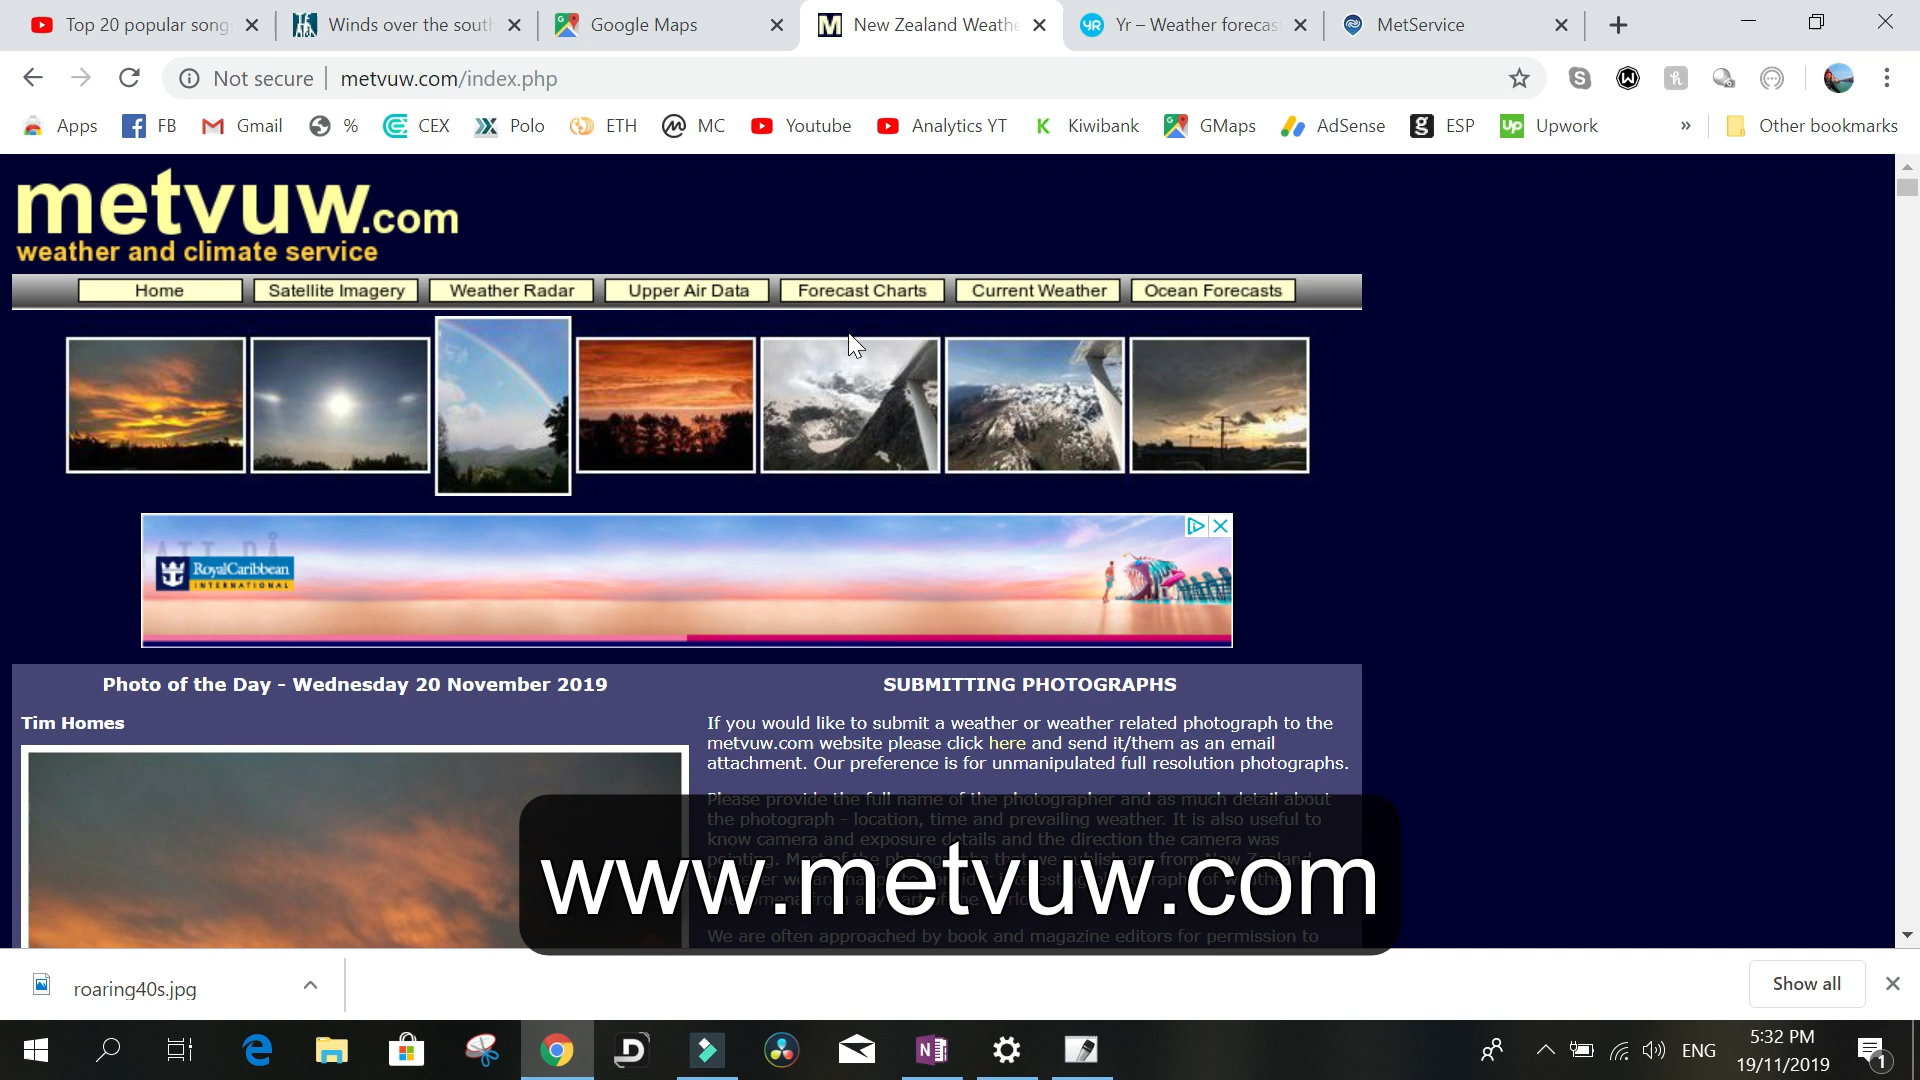 Top 20 popular song
Winds over the sout
Google Maps
New Zealand Weathe
Yr – Weather forecas
MetService
Not secure
metvuw.com/index.php
Apps
FB
Gmail
%
CEX
Polo
ETH
MC
Youtube
Analytics YT
Kiwibank
GMaps
AdSense
ESP
Upwork
»
Other bookmarks
metvuw.com
weather and climate service
Home
Satellite Imagery
Weather Radar
Upper Air Data
Forecast Charts
Current Weather
Ocean Forecasts
ATT DÅ
RoyalCaribbean
INTERNATIONAL
Photo of the Day - Wednesday 20 November 2019
Tim Homes
SUBMITTING PHOTOGRAPHS
If you would like to submit a weather or weather related photograph to the
metvuw.com website please click here and send it/them as an email
attachment. Our preference is for unmanipulated full resolution photographs.
Please provide the full name of the photographer and as much detail about
the photograph - location, time and prevailing weather. It is also useful to
know camera and exposure details and the direction the camera was
We are often approached by book and magazine editors for permission to
www.metvuw.com
roaring40s.jpg
Show all
ENG
5:32 PM
19/11/2019
1